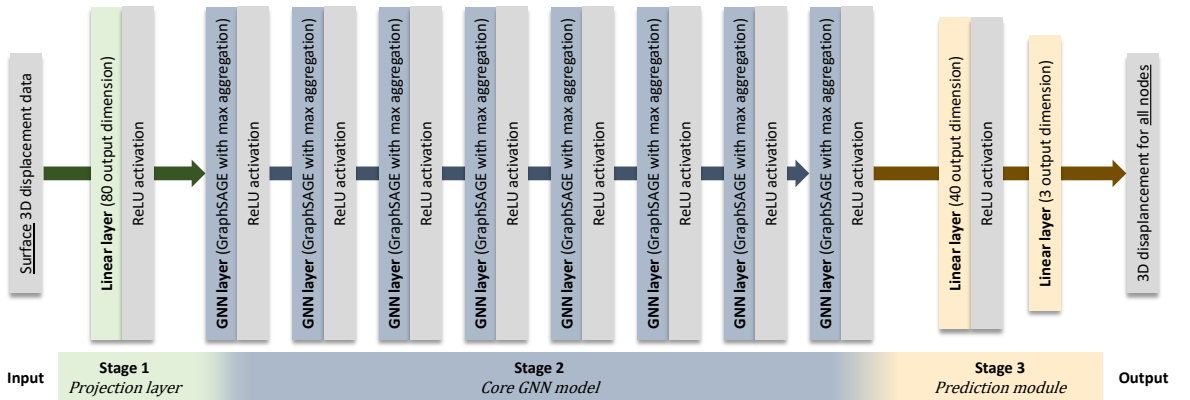 Surface 3D displacement data
Linear layer (80 output dimension)
ReLU activation
GNN layer (GraphSAGE with max aggregation)
ReLU activation
GNN layer (GraphSAGE with max aggregation)
ReLU activation
GNN layer (GraphSAGE with max aggregation)
ReLU activation
GNN layer (GraphSAGE with max aggregation)
ReLU activation
GNN layer (GraphSAGE with max aggregation)
ReLU activation
GNN layer (GraphSAGE with max aggregation)
ReLU activation
GNN layer (GraphSAGE with max aggregation)
ReLU activation
GNN layer (GraphSAGE with max aggregation)
ReLU activation
Linear layer (40 output dimension)
ReLU activation
Linear layer (3 output dimension)
3D disaplancement for all nodes
Input
Stage 1
Projection layer
Stage 2
Core GNN model
Stage 3
Prediction module
Output